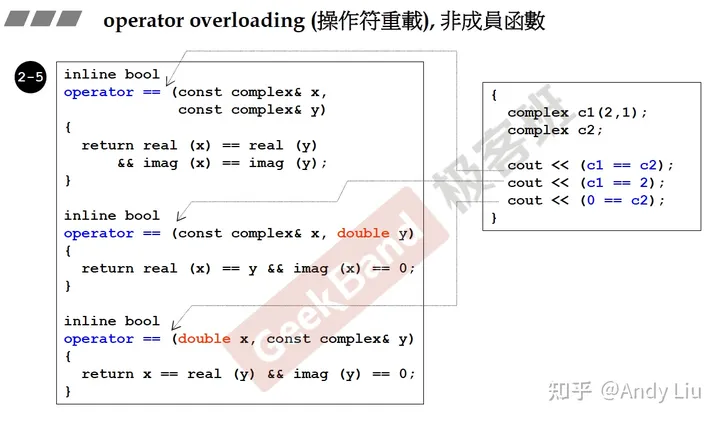 operator overloading (操作符重載), 非成員函數
2-5
inline bool
operator == (const complex& x,
const complex& y)
{
return real (x) == real (y)
&& imag (x) == imag (y);
}
inline bool
operator == (const complex& x, double y)
{
return real (x) == y && imag (x) == 0;
}
inline bool
operator == (double x, const complex& y)
{
return x == real (y) && imag (y) == 0;
}
{
complex c1(2,1);
complex c2;
cout << (c1 == c2);
cout << (c1 == 2);
cout << (0 == c2);
}
GeekBand 极客班
知乎 @Andy Liu